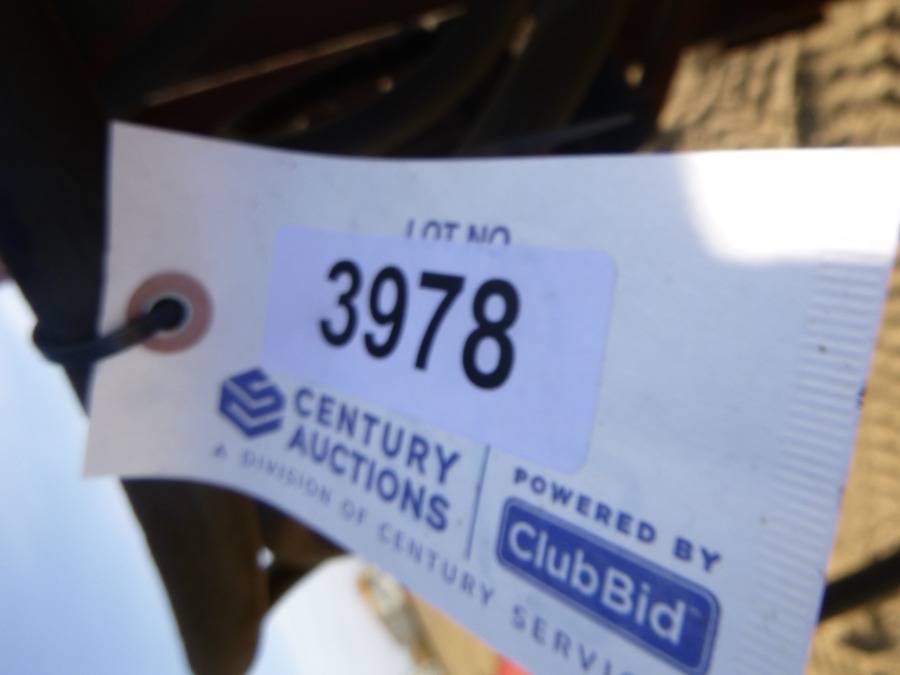 LOT NO
3978
CENTURY
AUCTIONS
A DIVISION OF CENTURY
POWERED BY
ClubBid